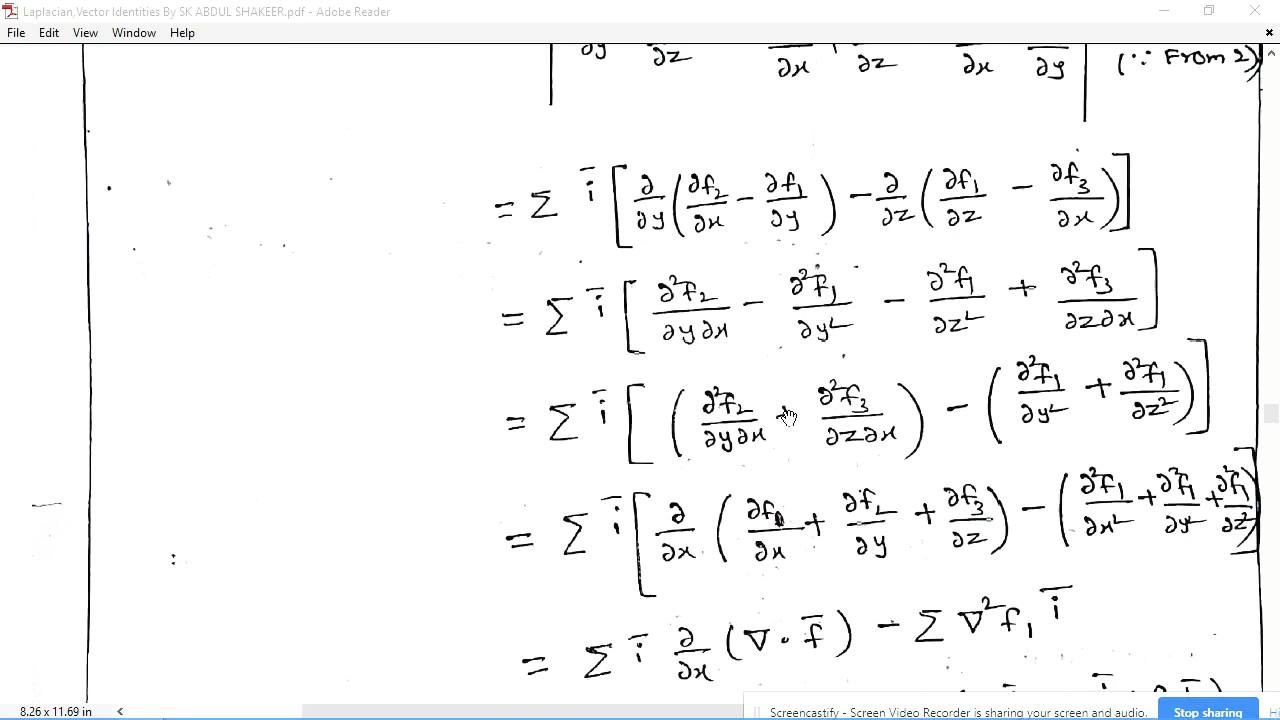 Laplacian,Vector Identities By SK ABDUL SHAKEER.pdf - Adobe Reader
File Edit View Window Help
∂y ∂z ∂x ∂z ∂x ∂y (∵ From 2)
= Σ i̅ [ ∂/∂y (∂f₂/∂x − ∂f₁/∂y) − ∂/∂z (∂f₁/∂z − ∂f₃/∂x) ]
= Σ i̅ [ ∂²f₂/∂y∂x − ∂²f₁/∂y² − ∂²f₁/∂z² + ∂²f₃/∂z∂x ]
= Σ i̅ [ (∂²f₂/∂y∂x + ∂²f₃/∂z∂x) − (∂²f₁/∂y² + ∂²f₁/∂z²) ]
= Σ i̅ [ ∂/∂x (∂f₁/∂x + ∂f₂/∂y + ∂f₃/∂z) − (∂²f₁/∂x² + ∂²f₁/∂y² + ∂²f₁/∂z²) ]
= Σ i̅ ∂/∂x (∇ · f̅) − Σ ∇²f₁ i̅
8.26 x 11.69 in
Screencastify - Screen Video Recorder is sharing your screen and audio.
Stop sharing